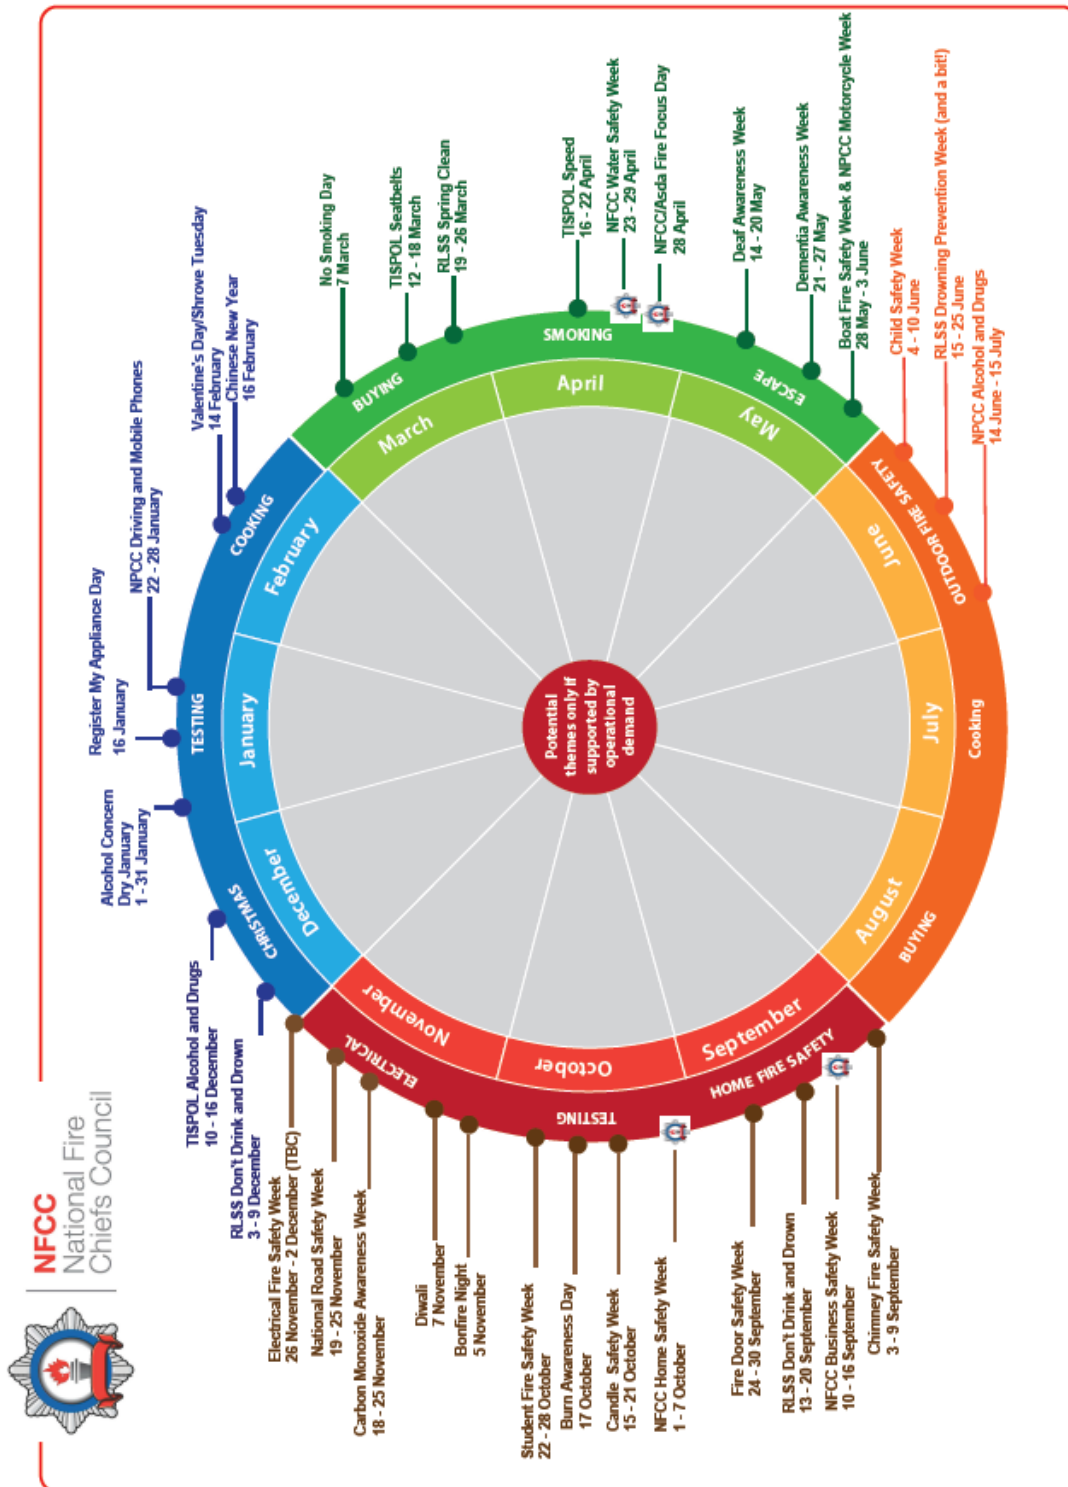 NFCC
National Fire
Chiefs Council
Alcohol Concern
Dry January
1 - 31 January
Register My Appliance Day
16 January
NPCC Driving and Mobile Phones
22 - 28 January
Valentine's Day/Shrove Tuesday
14 February
Chinese New Year
16 February
No Smoking Day
7 March
TISPOL Seatbelts
12 - 18 March
RLSS Spring Clean
19 - 26 March
TISPOL Speed
16 - 22 April
NFCC Water Safety Week
23 - 29 April
NFCC/Asda Fire Focus Day
28 April
Deaf Awareness Week
14 - 20 May
Dementia Awareness Week
21 - 27 May
Boat Fire Safety Week & NPCC Motorcycle Week
28 May - 3 June
Child Safety Week
4 - 10 June
RLSS Drowning Prevention Week (and a bit!)
15 - 25 June
NPCC Alcohol and Drugs
14 June - 15 July
Chimney Fire Safety Week
3 - 9 September
NFCC Business Safety Week
10 - 16 September
RLSS Don't Drink and Drown
13 - 20 September
Fire Door Safety Week
24 - 30 September
NFCC Home Safety Week
1 - 7 October
Candle Safety Week
15 - 21 October
Burn Awareness Day
17 October
Student Fire Safety Week
22 - 28 October
Bonfire Night
5 November
Diwali
7 November
Carbon Monoxide Awareness Week
18 - 25 November
National Road Safety Week
19 - 25 November
Electrical Fire Safety Week
26 November - 2 December (TBC)
RLSS Don't Drink and Drown
3 - 9 December
TISPOL Alcohol and Drugs
10 - 16 December
TESTING
January
COOKING
February
BUYING
March
SMOKING
April
ESCAPE
May
OUTDOOR FIRE SAFETY
June
Cooking
July
BUYING
August
HOME FIRE SAFETY
September
TESTING
October
ELECTRICAL
November
CHRISTMAS
December
Potential
themes only if
supported by
operational
demand